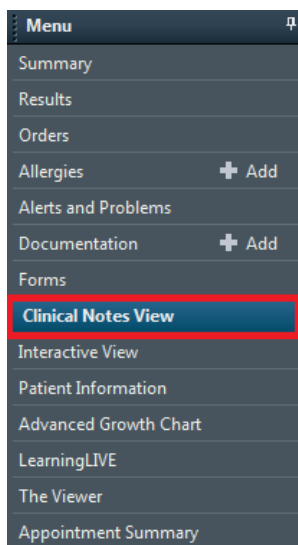 Menu
Summary
Results
Orders
Allergies Add
Alerts and Problems
Documentation Add
Forms
Clinical Notes View
Interactive View
Patient Information
Advanced Growth Chart
LearningLIVE
The Viewer
Appointment Summary